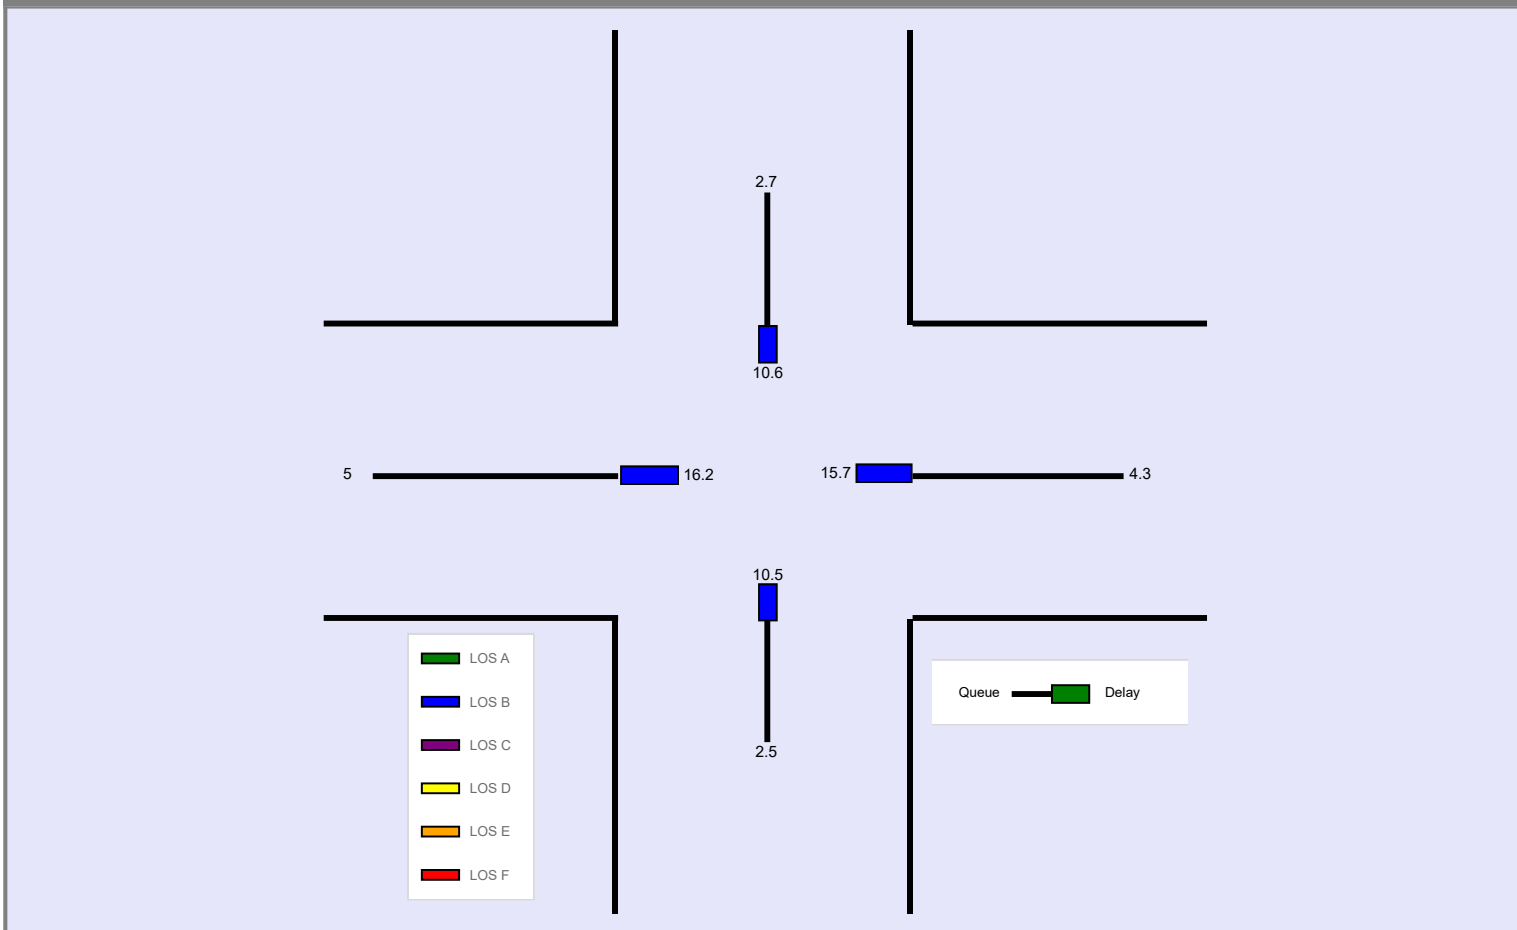 2.7
10.6
5
16.2
15.7
4.3
10.5
2.5
LOS A
LOS B
LOS C
LOS D
LOS E
LOS F
Queue
Delay